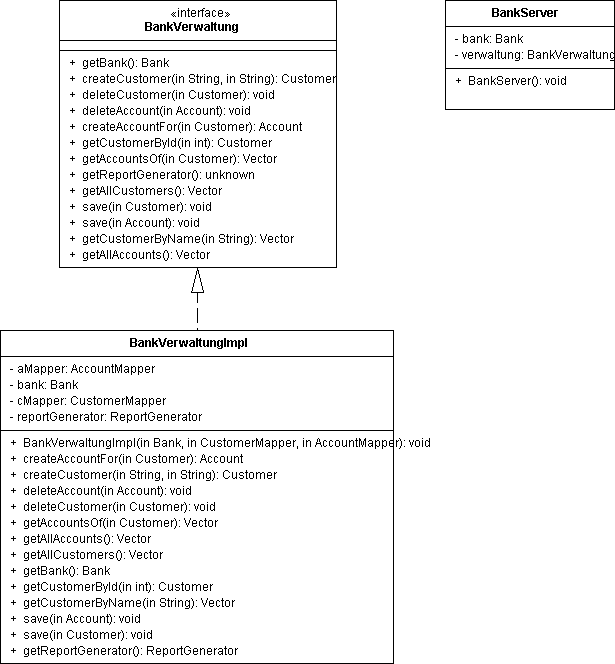 «interface»
BankVerwaltung
+ getBank(): Bank
+ createCustomer(in String, in String): Customer
+ deleteCustomer(in Customer): void
+ deleteAccount(in Account): void
+ createAccountFor(in Customer): Account
+ getCustomerById(in int): Customer
+ getAccountsOf(in Customer): Vector
+ getReportGenerator(): unknown
+ getAllCustomers(): Vector
+ save(in Customer): void
+ save(in Account): void
+ getCustomerByName(in String): Vector
+ getAllAccounts(): Vector
BankServer
- bank: Bank
- verwaltung: BankVerwaltung
+ BankServer(): void
BankVerwaltungImpl
- aMapper: AccountMapper
- bank: Bank
- cMapper: CustomerMapper
- reportGenerator: ReportGenerator
+ BankVerwaltungImpl(in Bank, in CustomerMapper, in AccountMapper): void
+ createAccountFor(in Customer): Account
+ createCustomer(in String, in String): Customer
+ deleteAccount(in Account): void
+ deleteCustomer(in Customer): void
+ getAccountsOf(in Customer): Vector
+ getAllAccounts(): Vector
+ getAllCustomers(): Vector
+ getBank(): Bank
+ getCustomerById(in int): Customer
+ getCustomerByName(in String): Vector
+ save(in Account): void
+ save(in Customer): void
+ getReportGenerator(): ReportGenerator